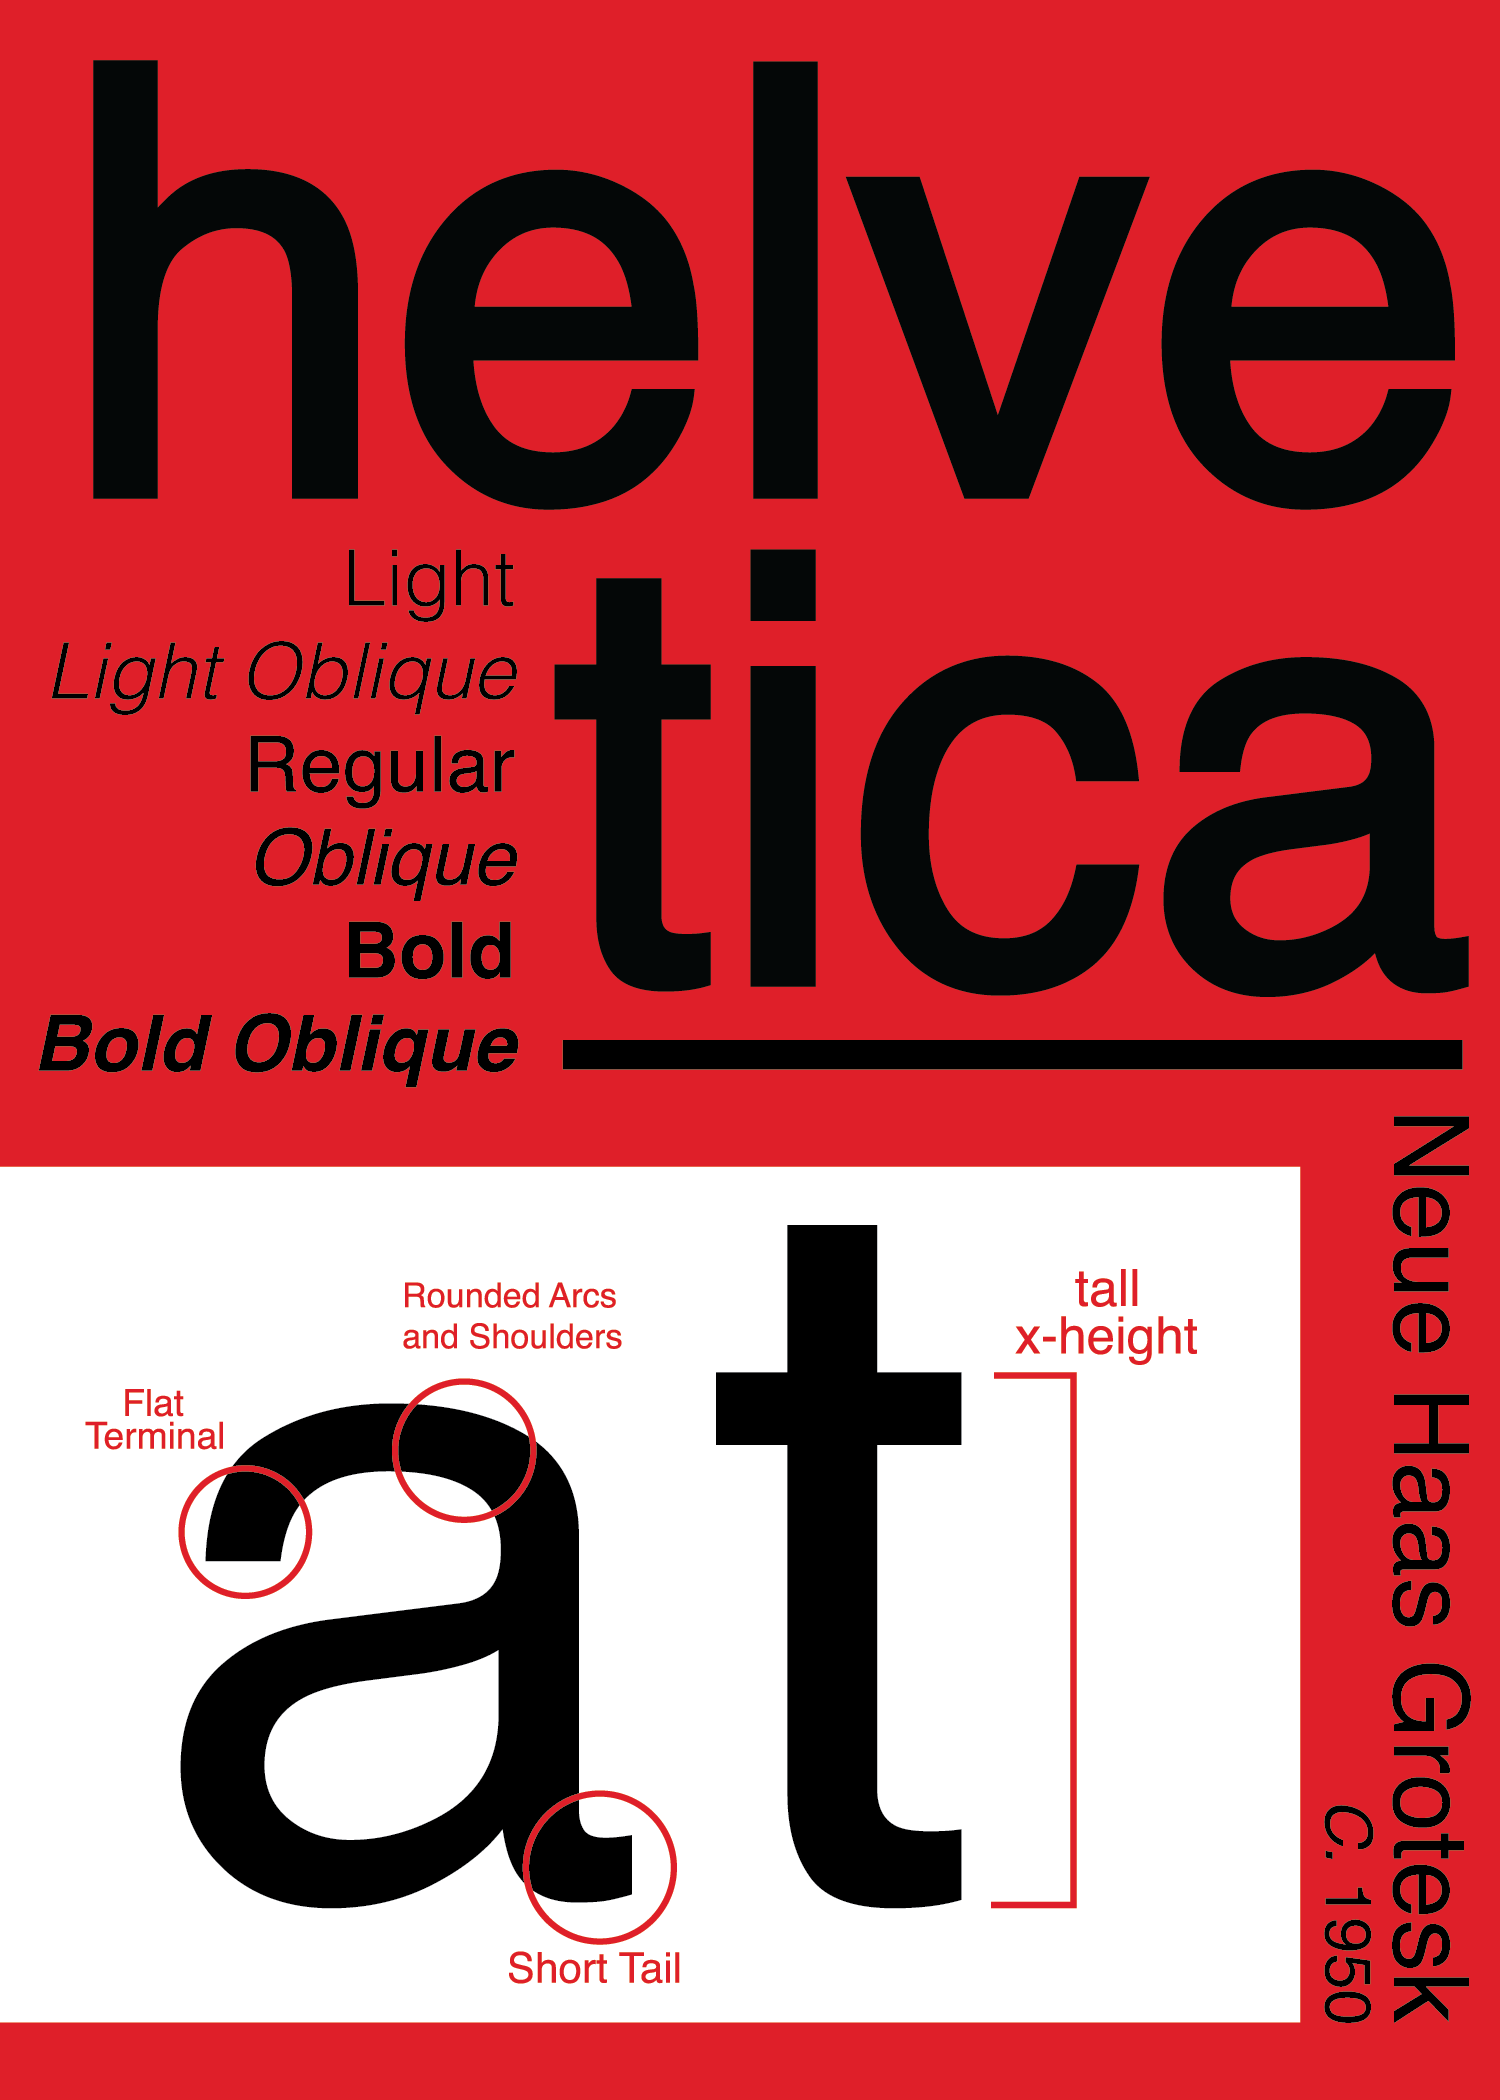 helve
tica
Light
Light Oblique
Regular
Oblique
Bold
Bold Oblique
Neue Haas Grotesk
C. 1950
Rounded Arcs
and Shoulders
Flat
Terminal
at
tall
x-height
Short Tail